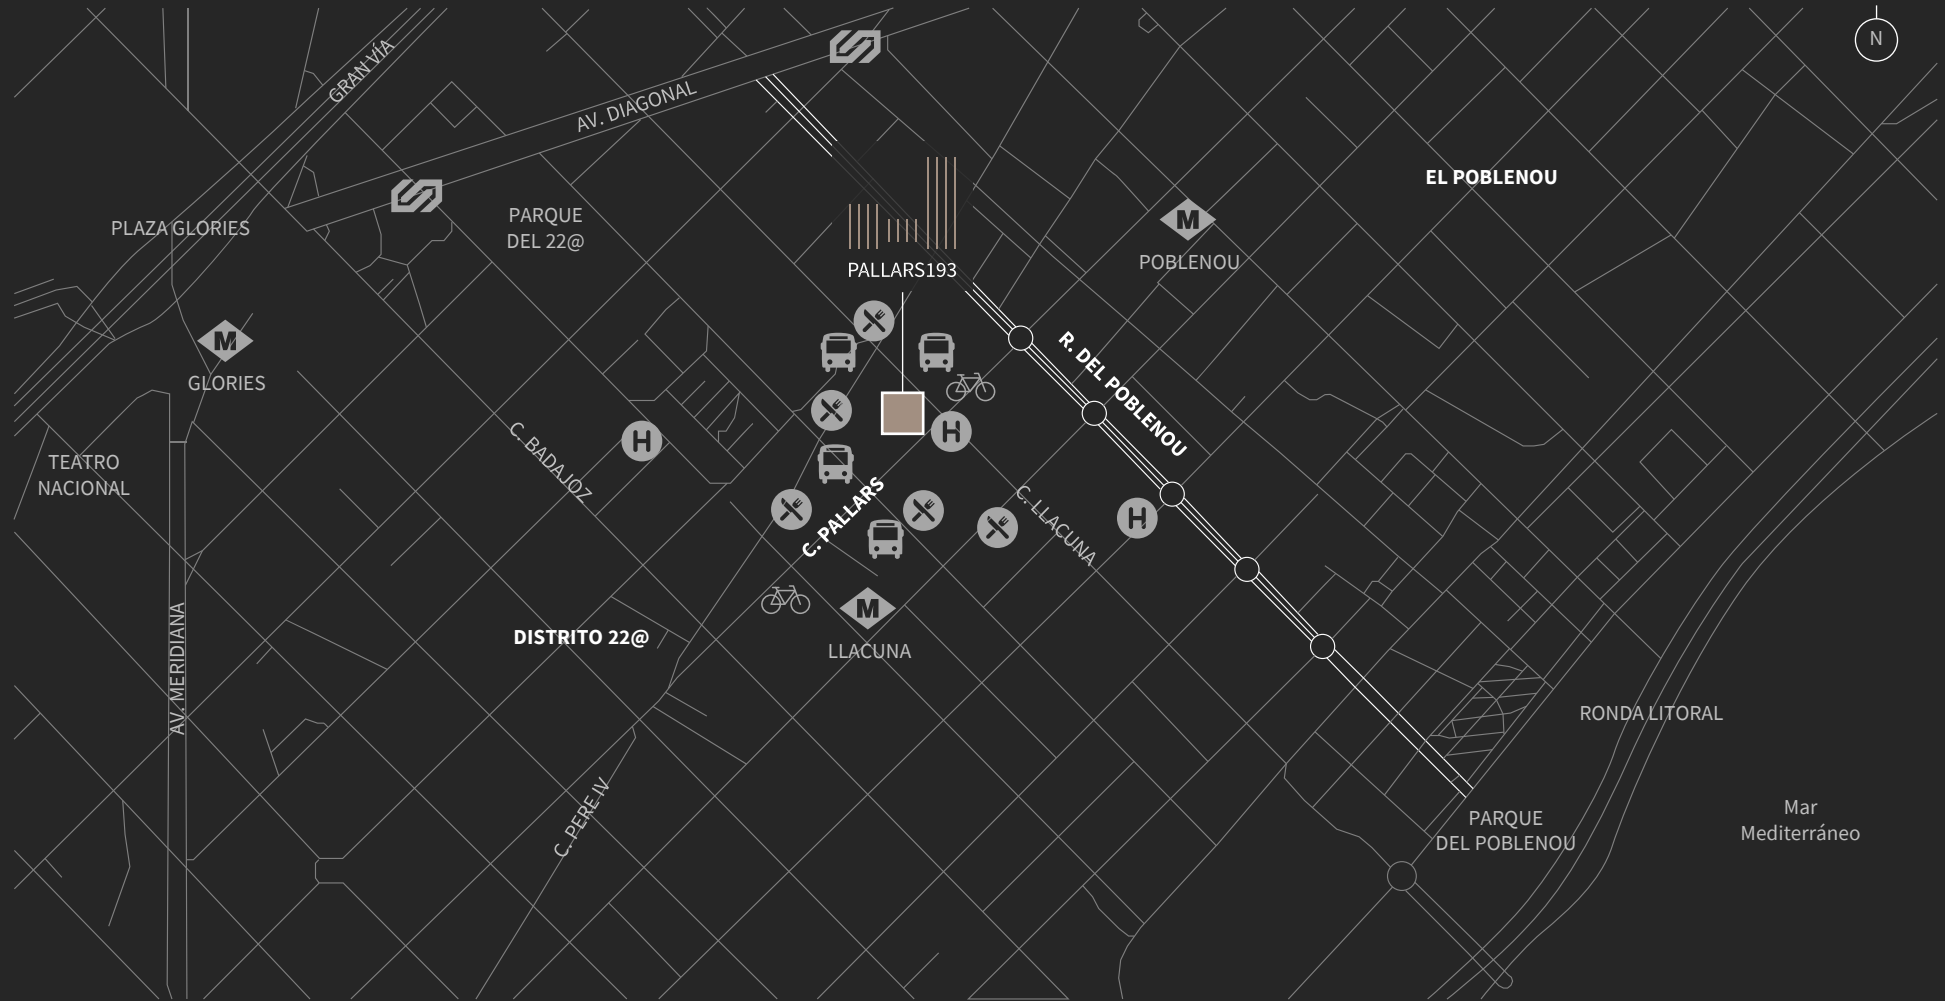 N
GRAN VÍA
AV. DIAGONAL
EL POBLENOU
PLAZA GLORIES
PARQUE
DEL 22@
M
POBLENOU
PALLARS193
M
GLORIES
R. DEL POBLENOU
C. BADAJOZ
H
H
TEATRO
NACIONAL
C. PALLARS
C. LLACUNA
H
M
LLACUNA
DISTRITO 22@
AV. MERIDIANA
RONDA LITORAL
C. PERE IV
PARQUE
DEL POBLENOU
Mar
Mediterráneo